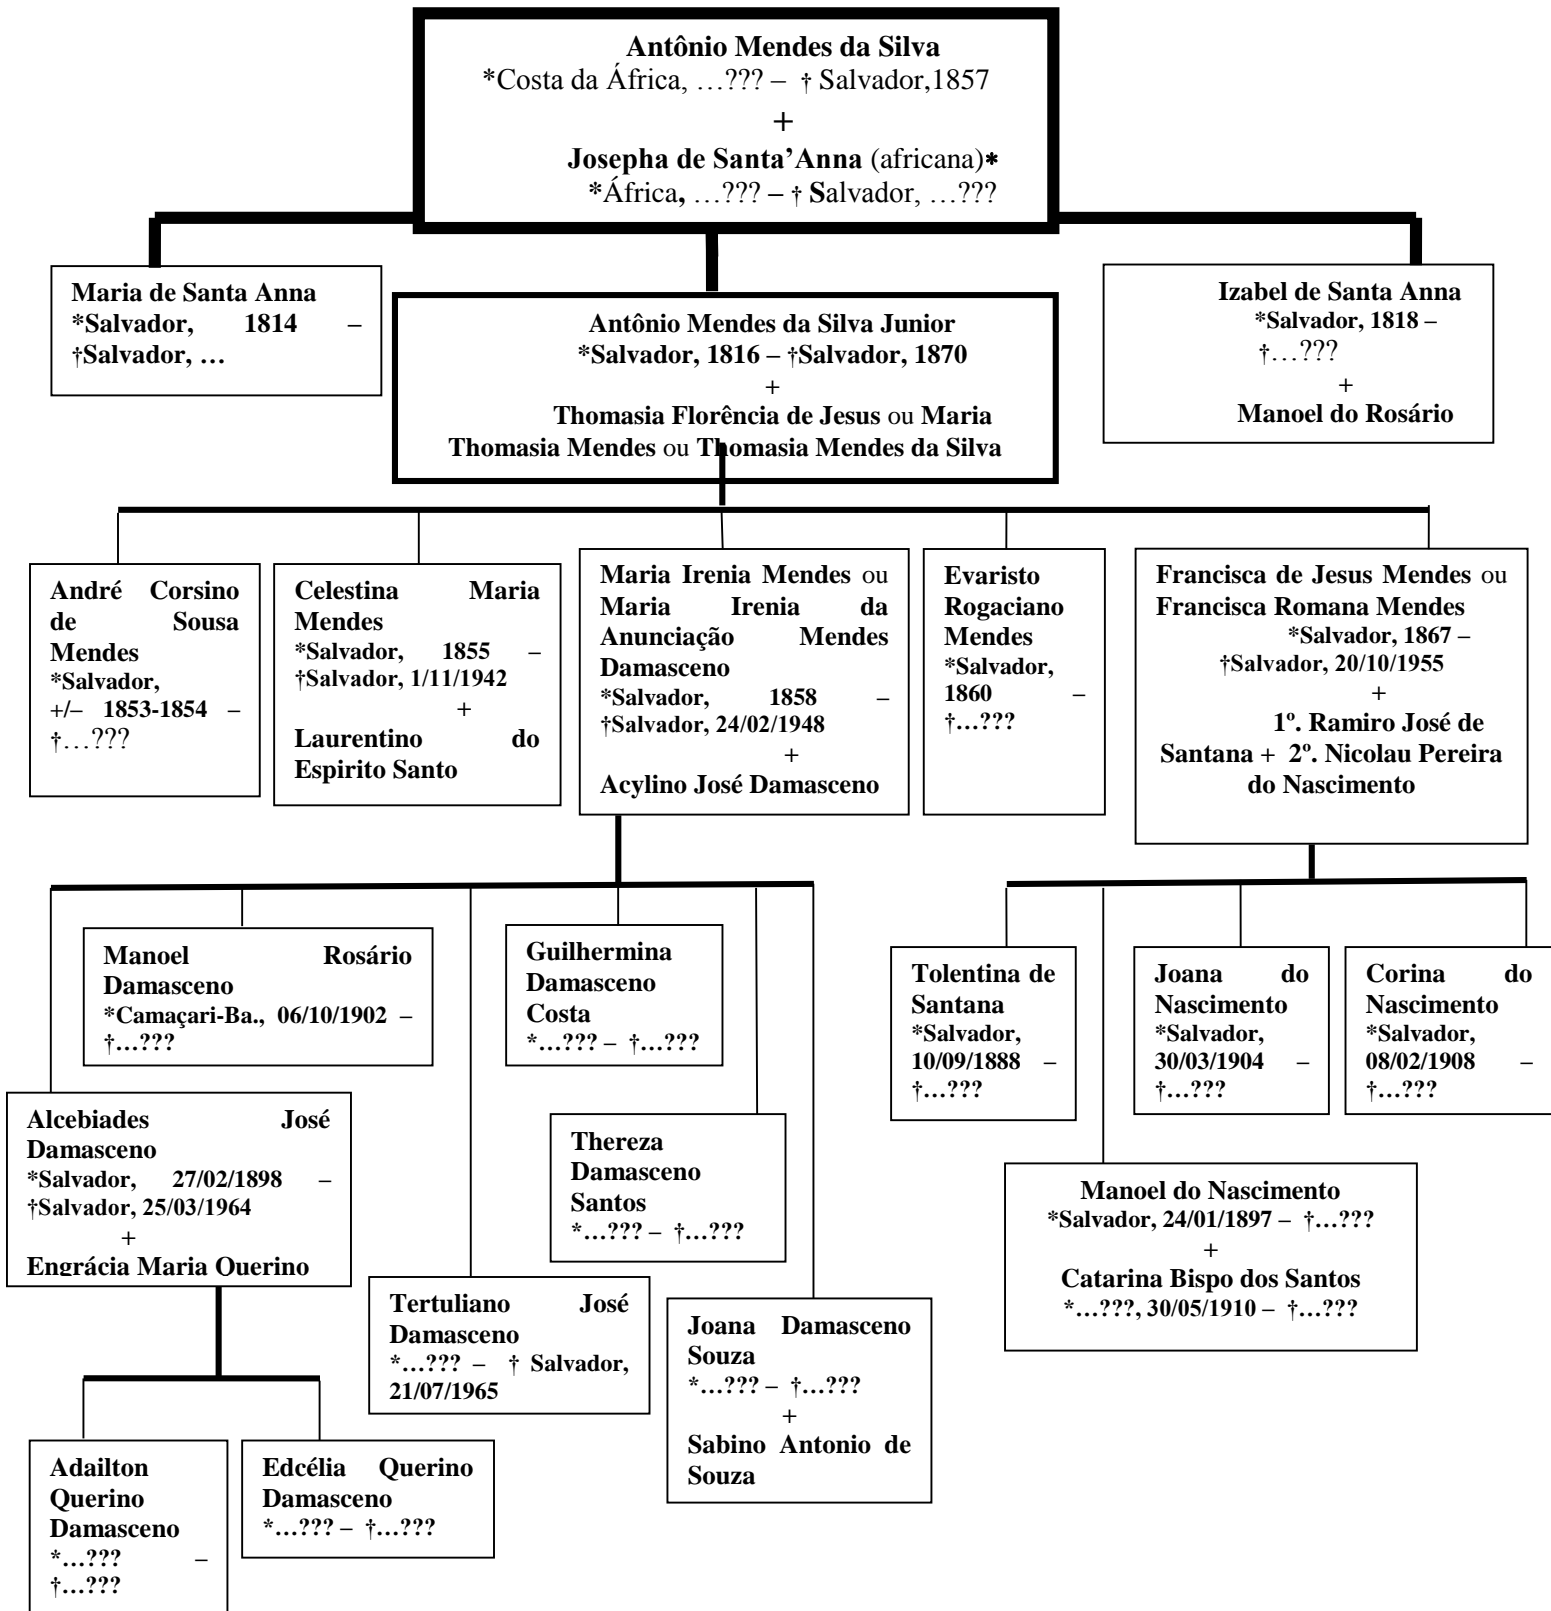 Antônio Mendes da Silva
*Costa da África, …??? – † Salvador,1857
+
Josepha de Santa’Anna (africana)*
*África, …??? – † Salvador, …???
Maria de Santa Anna
*Salvador, 1814 –
†Salvador, …
Antônio Mendes da Silva Junior
*Salvador, 1816 – †Salvador, 1870
+
Thomasia Florência de Jesus ou Maria
Thomasia Mendes ou Thomasia Mendes da Silva
Izabel de Santa Anna
*Salvador, 1818 –
†…???
+
Manoel do Rosário
André Corsino
de Sousa
Mendes
*Salvador,
+/– 1853-1854 –
†…???
Celestina Maria
Mendes
*Salvador, 1855 –
†Salvador, 1/11/1942
+
Laurentino do
Espirito Santo
Maria Irenia Mendes ou
Maria Irenia da
Anunciação Mendes
Damasceno
*Salvador, 1858 –
†Salvador, 24/02/1948
+
Acylino José Damasceno
Evaristo
Rogaciano
Mendes
*Salvador,
1860 –
†…???
Francisca de Jesus Mendes ou
Francisca Romana Mendes
*Salvador, 1867 –
†Salvador, 20/10/1955
+
1º. Ramiro José de
Santana + 2º. Nicolau Pereira
do Nascimento
Manoel Rosário
Damasceno
*Camaçari-Ba., 06/10/1902 –
†…???
Guilhermina
Damasceno
Costa
*…??? – †…???
Tolentina de
Santana
*Salvador,
10/09/1888 –
†…???
Joana do
Nascimento
*Salvador,
30/03/1904 –
†…???
Corina do
Nascimento
*Salvador,
08/02/1908 –
†…???
Alcebiades José
Damasceno
*Salvador, 27/02/1898 –
†Salvador, 25/03/1964
+
Engrácia Maria Querino
Thereza
Damasceno
Santos
*…??? – †…???
Manoel do Nascimento
*Salvador, 24/01/1897 – †…???
+
Catarina Bispo dos Santos
*…???, 30/05/1910 – †…???
Tertuliano José
Damasceno
*…??? – † Salvador,
21/07/1965
Joana Damasceno
Souza
*…??? – †…???
+
Sabino Antonio de
Souza
Adailton
Querino
Damasceno
*…??? –
†…???
Edcélia Querino
Damasceno
*…??? – †…???